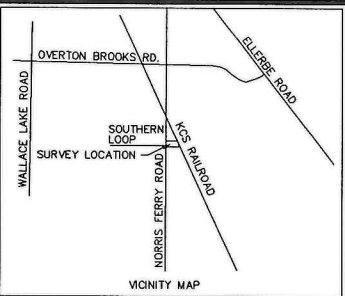 OVERTON BROOKS RD.
ELLERBE ROAD
WALLACE LAKE ROAD
SOUTHERN
LOOP
SURVEY LOCATION
KCS RAILROAD
NORRIS FERRY ROAD
VICINITY MAP